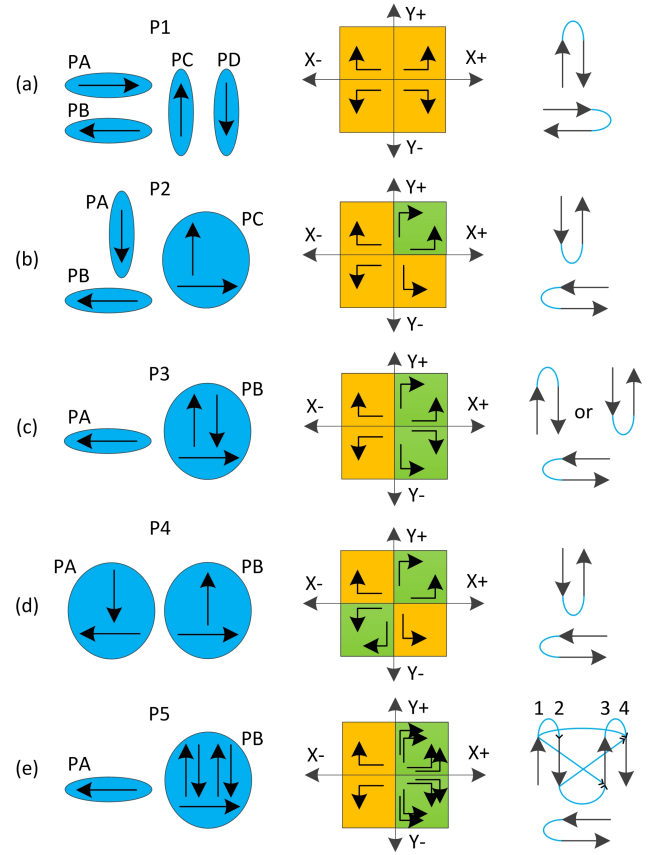 P1
PA PC PD
(a)
PB
Y+
X- X+
Y-
P2
PA PC
(b)
PB
Y+
X- X+
Y-
P3
PB
(c)
PA
Y+
X- X+
Y-
or
P4
PA PB
(d)
Y+
X- X+
Y-
P5
PB
(e)
PA
Y+
X- X+
Y-
1 2 3 4